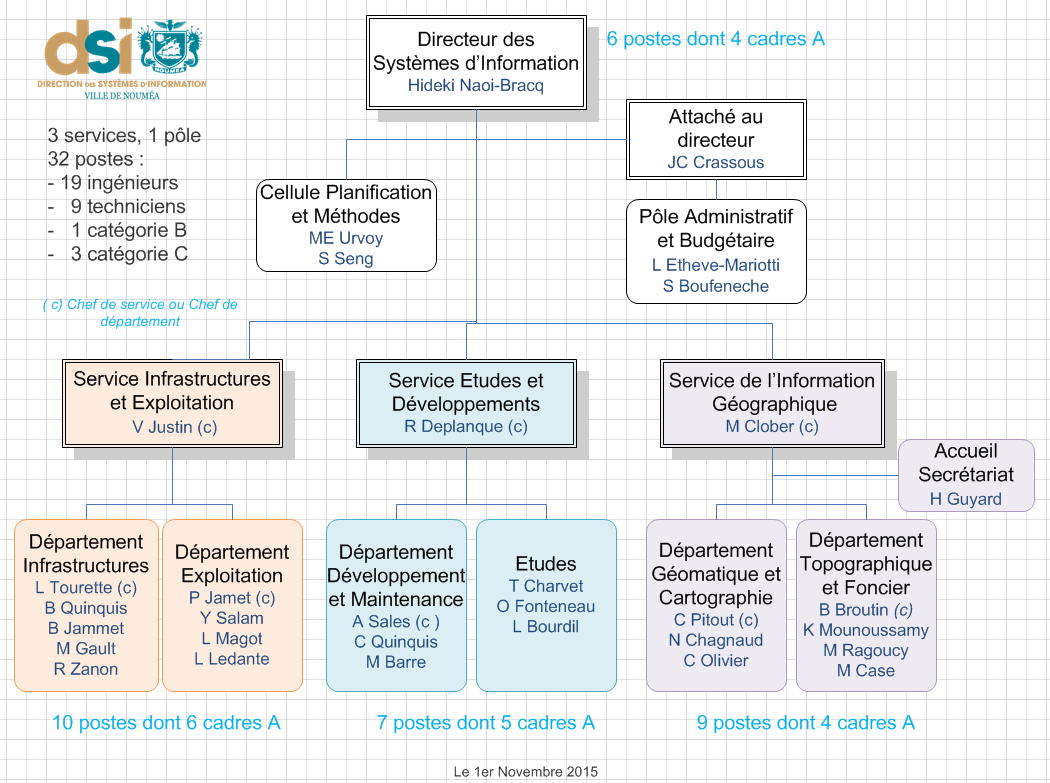 dsi
NOUMEA
DIRECTION DES SYSTÈMES D'INFORMATION
VILLE DE NOUMÉA
Directeur des
Systèmes d'Information
Hideki Naoi-Bracq
6 postes dont 4 cadres A
Attaché au
directeur
JC Crassous
3 services, 1 pôle
32 postes :
- 19 ingénieurs
- 9 techniciens
- 1 catégorie B
- 3 catégorie C
Cellule Planification
et Méthodes
ME Urvoy
S Seng
Pôle Administratif
et Budgétaire
L Etheve-Mariotti
S Boufeneche
( c) Chef de service ou Chef de
département
Service Infrastructures
et Exploitation
V Justin (c)
Service Etudes et
Développements
R Deplanque (c)
Service de l'Information
Géographique
M Clober (c)
Accueil
Secrétariat
H Guyard
Département
Infrastructures
L Tourette (c)
B Quinquis
B Jammet
M Gault
R Zanon
Département
Exploitation
P Jamet (c)
Y Salam
L Magot
L Ledante
Département
Développement
et Maintenance
A Sales (c )
C Quinquis
M Barre
Etudes
T Charvet
O Fonteneau
L Bourdil
Département
Géomatique et
Cartographie
C Pitout (c)
N Chagnaud
C Olivier
Département
Topographique
et Foncier
B Broutin (c)
K Mounoussamy
M Ragoucy
M Case
10 postes dont 6 cadres A
7 postes dont 5 cadres A
9 postes dont 4 cadres A
Le 1er Novembre 2015